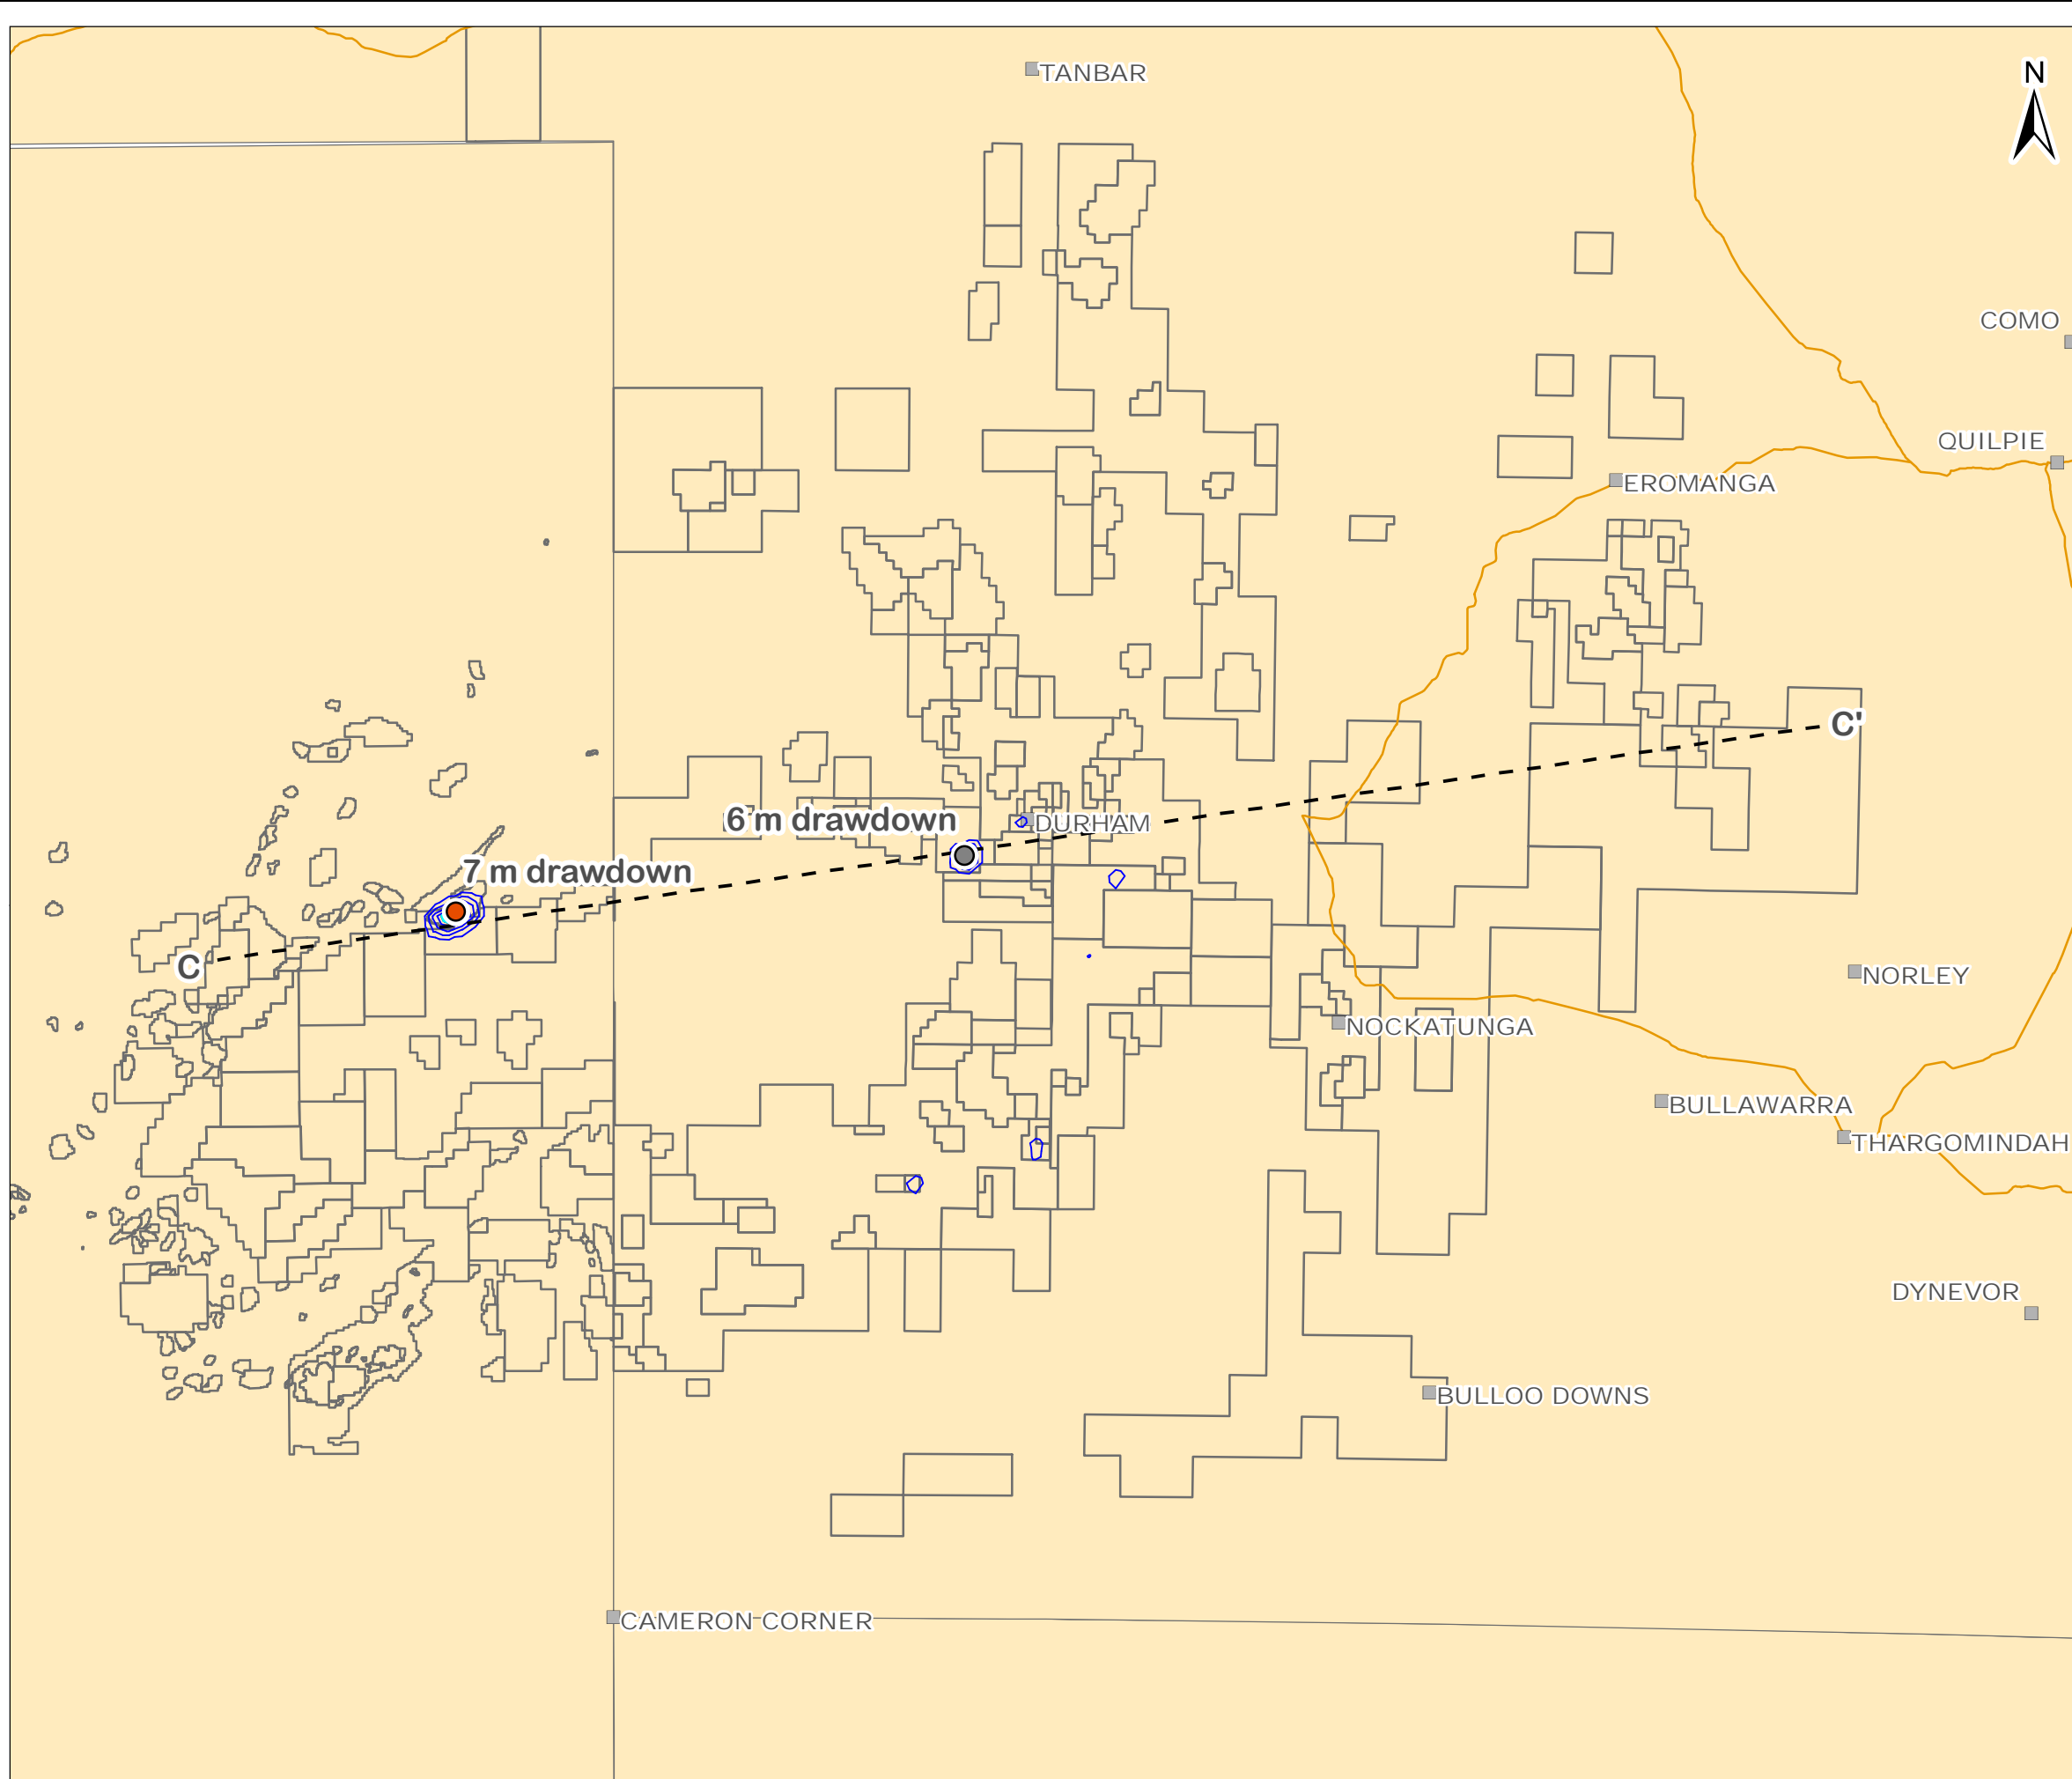 TANBAR
N
COMO
QUILPIE
EROMANGA
C'
6 m drawdown
DURHAM
7 m drawdown
C
NORLEY
NOCKATUNGA
BULLAWARRA
THARGOMINDAH
DYNEVOR
BULLOO DOWNS
CAMERON CORNER